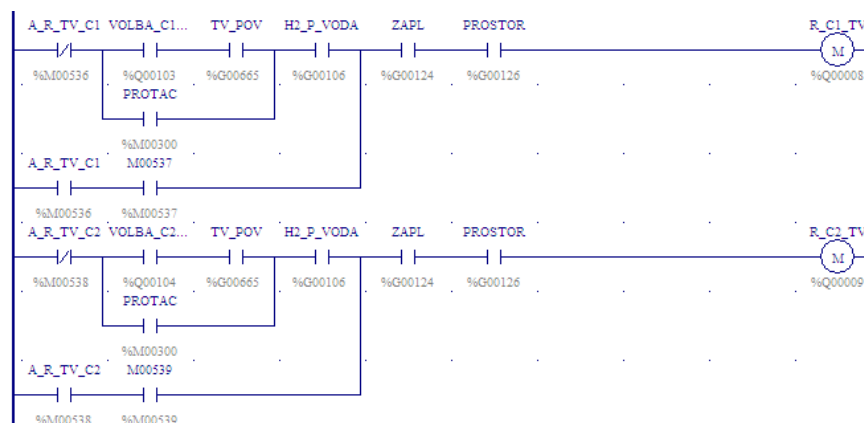 A_R_TV_C1 VOLBA_C1... TV_POV H2_P_VODA ZAPL PROSTOR R_C1_TV
M
%M00536 %Q00103 %G00665 %G00106 %G00124 %G00126 %Q00008
PROTAC
%M00300
A_R_TV_C1 M00537
%M00536 %M00537
A_R_TV_C2 VOLBA_C2... TV_POV H2_P_VODA ZAPL PROSTOR R_C2_TV
M
%M00538 %Q00104 %G00665 %G00106 %G00124 %G00126 %Q00009
PROTAC
%M00300
A_R_TV_C2 M00539
%M00538 %M00539